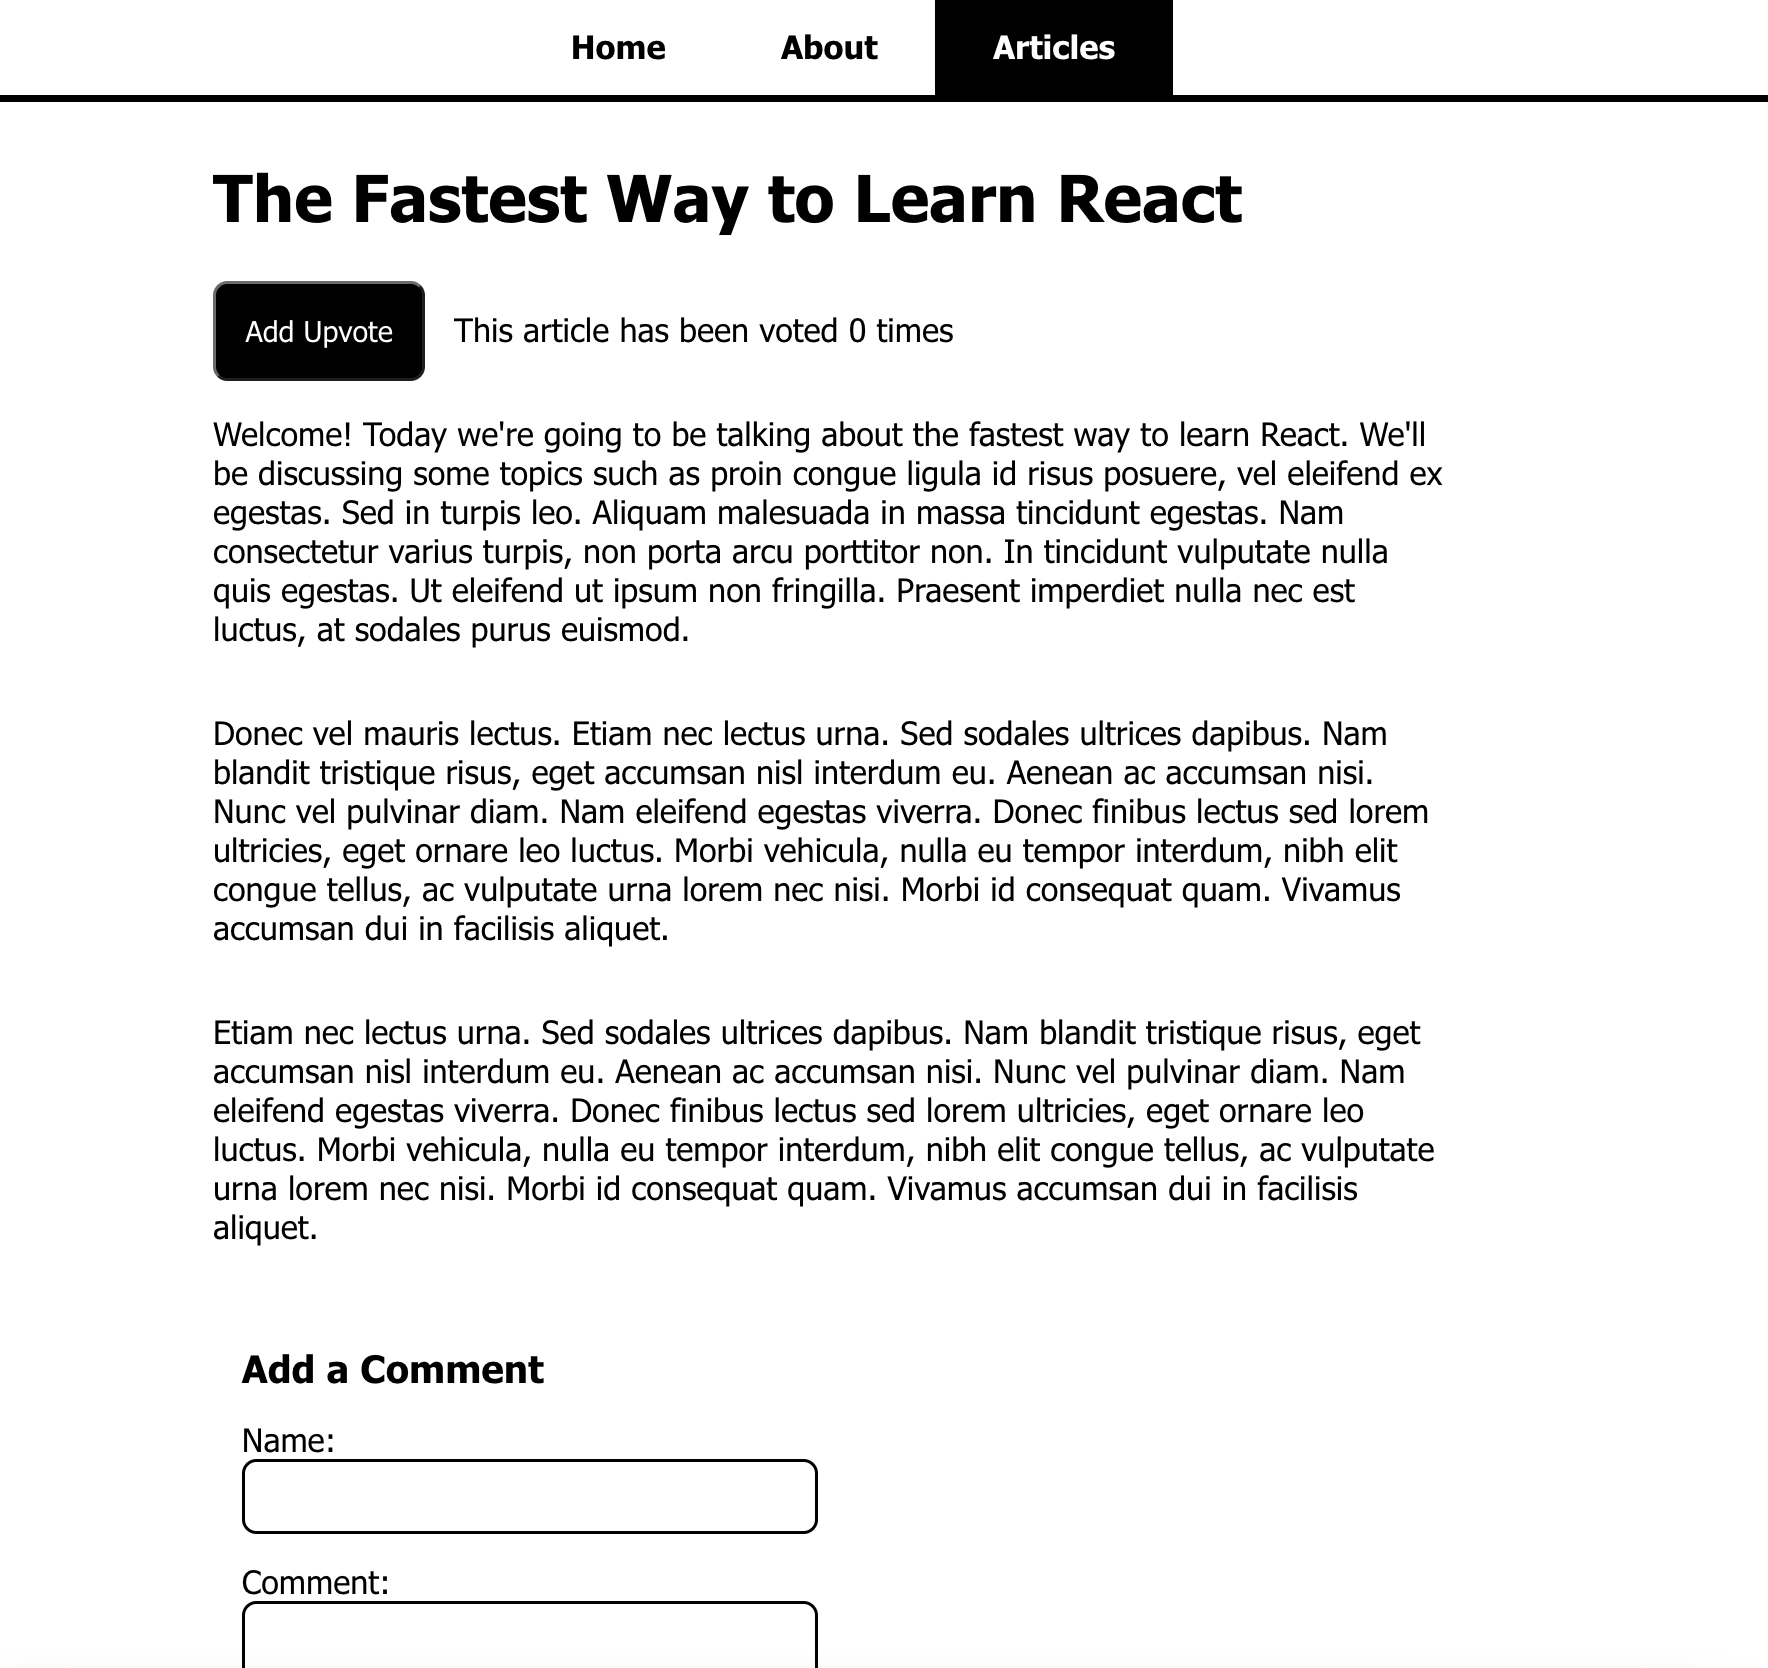 Home About Articles
The Fastest Way to Learn React
Add Upvote This article has been voted 0 times
Welcome! Today we're going to be talking about the fastest way to learn React. We'll
be discussing some topics such as proin congue ligula id risus posuere, vel eleifend ex
egestas. Sed in turpis leo. Aliquam malesuada in massa tincidunt egestas. Nam
consectetur varius turpis, non porta arcu porttitor non. In tincidunt vulputate nulla
quis egestas. Ut eleifend ut ipsum non fringilla. Praesent imperdiet nulla nec est
luctus, at sodales purus euismod.
Donec vel mauris lectus. Etiam nec lectus urna. Sed sodales ultrices dapibus. Nam
blandit tristique risus, eget accumsan nisl interdum eu. Aenean ac accumsan nisi.
Nunc vel pulvinar diam. Nam eleifend egestas viverra. Donec finibus lectus sed lorem
ultricies, eget ornare leo luctus. Morbi vehicula, nulla eu tempor interdum, nibh elit
congue tellus, ac vulputate urna lorem nec nisi. Morbi id consequat quam. Vivamus
accumsan dui in facilisis aliquet.
Etiam nec lectus urna. Sed sodales ultrices dapibus. Nam blandit tristique risus, eget
accumsan nisl interdum eu. Aenean ac accumsan nisi. Nunc vel pulvinar diam. Nam
eleifend egestas viverra. Donec finibus lectus sed lorem ultricies, eget ornare leo
luctus. Morbi vehicula, nulla eu tempor interdum, nibh elit congue tellus, ac vulputate
urna lorem nec nisi. Morbi id consequat quam. Vivamus accumsan dui in facilisis
aliquet.
Add a Comment
Name:
Comment: